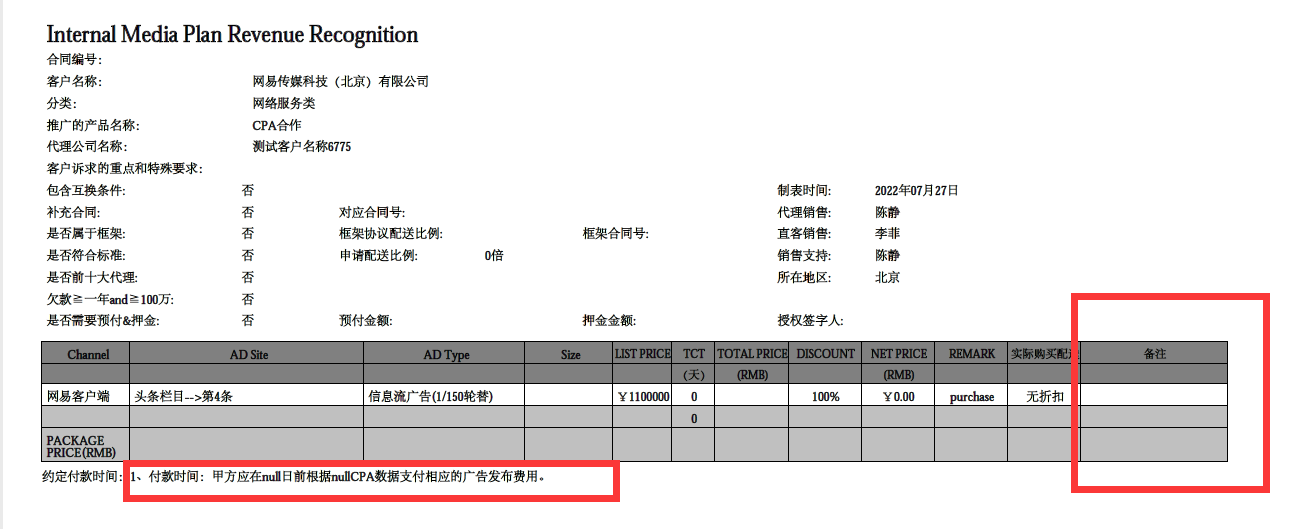 Internal Media Plan Revenue Recognition
合同编号:
客户名称: 网易传媒科技（北京）有限公司
分类: 网络服务类
推广的产品名称: CPA合作
代理公司名称: 测试客户名称6775
客户诉求的重点和特殊要求:
包含互换条件: 否 制表时间: 2022年07月27日
补充合同: 否 对应合同号: 代理销售: 陈静
是否属于框架: 否 框架协议配送比例: 框架合同号: 直客销售: 李菲
是否符合标准: 否 申请配送比例: 0倍 销售支持: 陈静
是否前十大代理: 否 所在地区: 北京
欠款≧一年and≧100万: 否
是否需要预付&押金: 否 预付金额: 押金金额: 授权签字人:
Channel AD Site AD Type Size LIST PRICE TCT TOTAL PRICE DISCOUNT NET PRICE REMARK 实际购买配 备注
（天） (RMB) (RMB)
网易客户端 头条栏目-->第4条 信息流广告(1/150轮替) ￥1100000 0 100% ￥0.00 purchase 无折扣
0
PACKAGE
PRICE(RMB)
约定付款时间: 1、付款时间：甲方应在null日前根据nullCPA数据支付相应的广告发布费用。